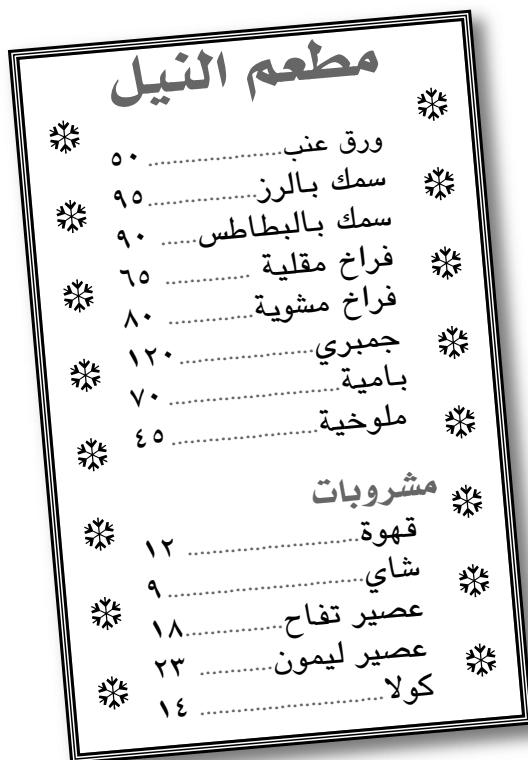 مطعم النيل
ورق عنب..................... ٥٠
سمك بالرز................ ٩٥
سمك بالبطاطس..... ٩٠
فراخ مقلية ............. ٦٥
فراخ مشوية............. ٨٠
جمبري.................... ١٢٠
بامية........................ ٧٠
ملوخية..................... ٤٥
مشروبات
قهوة......................... ١٢
شاي............................. ٩
عصير تفاح.............. ١٨
عصير ليمون........... ٢٣
كولا........................... ١٤